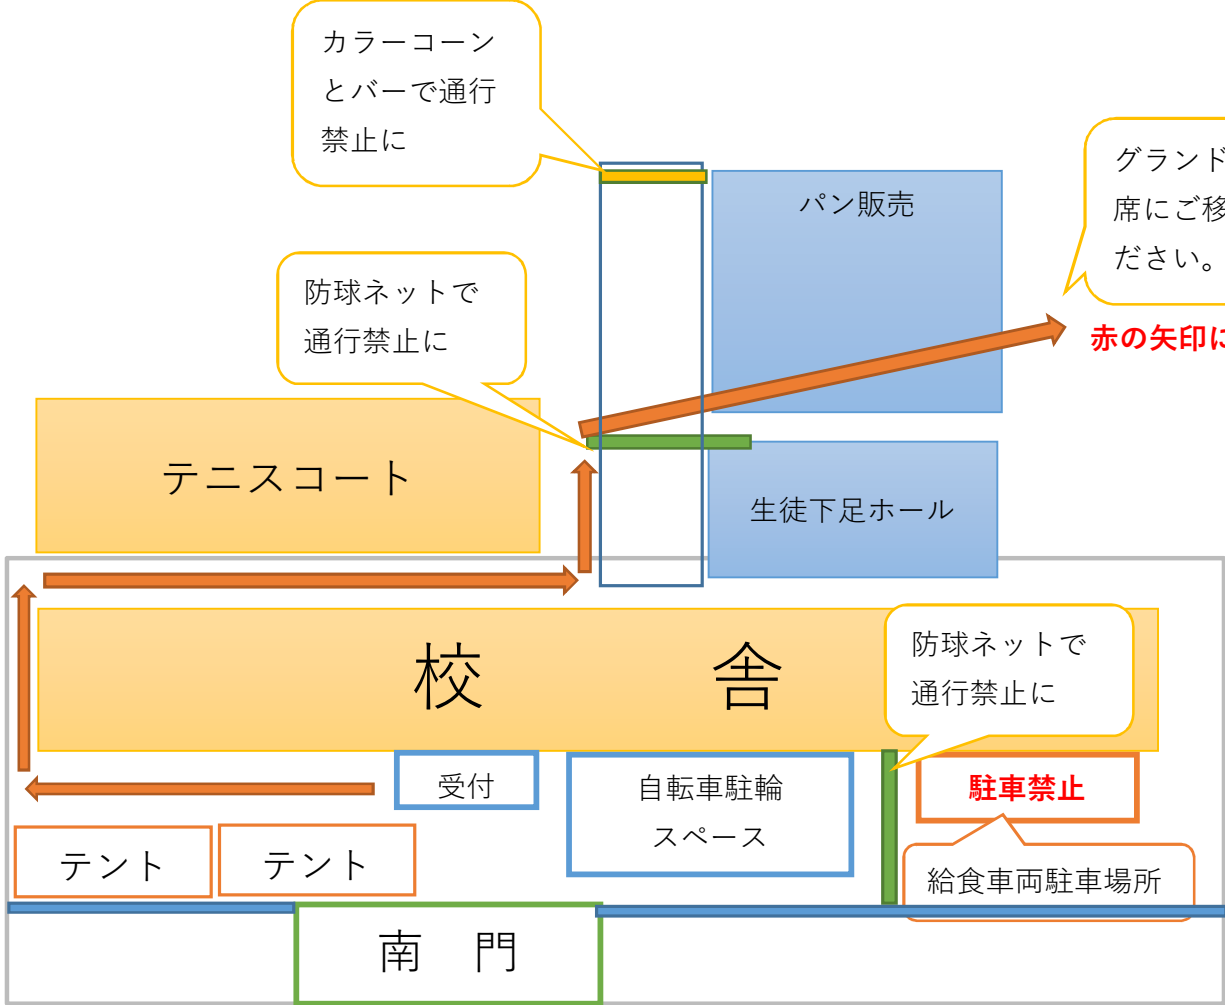 カラーコーン
とバーで通行
禁止に
グランド
席にご移
ださい。
パン販売
防球ネットで
通行禁止に
赤の矢印に
テニスコート
生徒下足ホール
校 舎
防球ネットで
通行禁止に
受付
自転車駐輪
スペース
駐車禁止
テント
テント
給食車両駐車場所
南 門